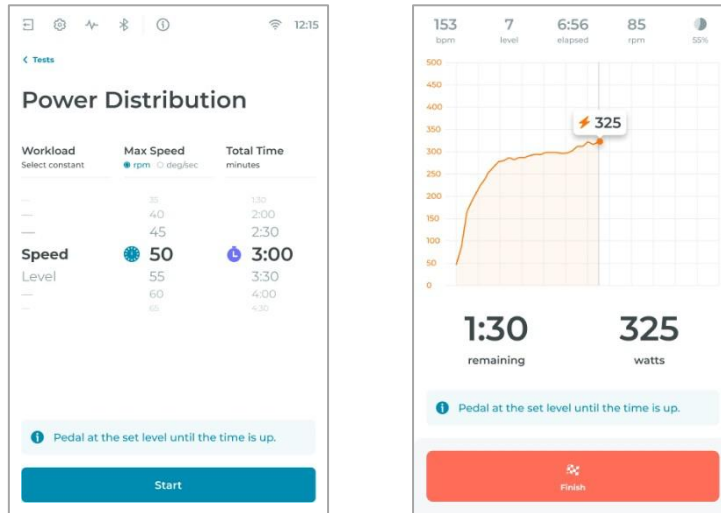 12:15
Tests
Power Distribution
Workload Max Speed Total Time
Select constant rpm deg/sec minutes
35 1:30
40 2:00
45 2:30
Speed 50 3:00
Level 55 3:30
60 4:00
65 4:30
Pedal at the set level until the time is up.
Start
153 7 6:56 85
bpm level elapsed rpm 55%
500
450
400
350
325
300
250
200
150
100
50
0
1:30 325
remaining watts
Pedal at the set level until the time is up.
Finish